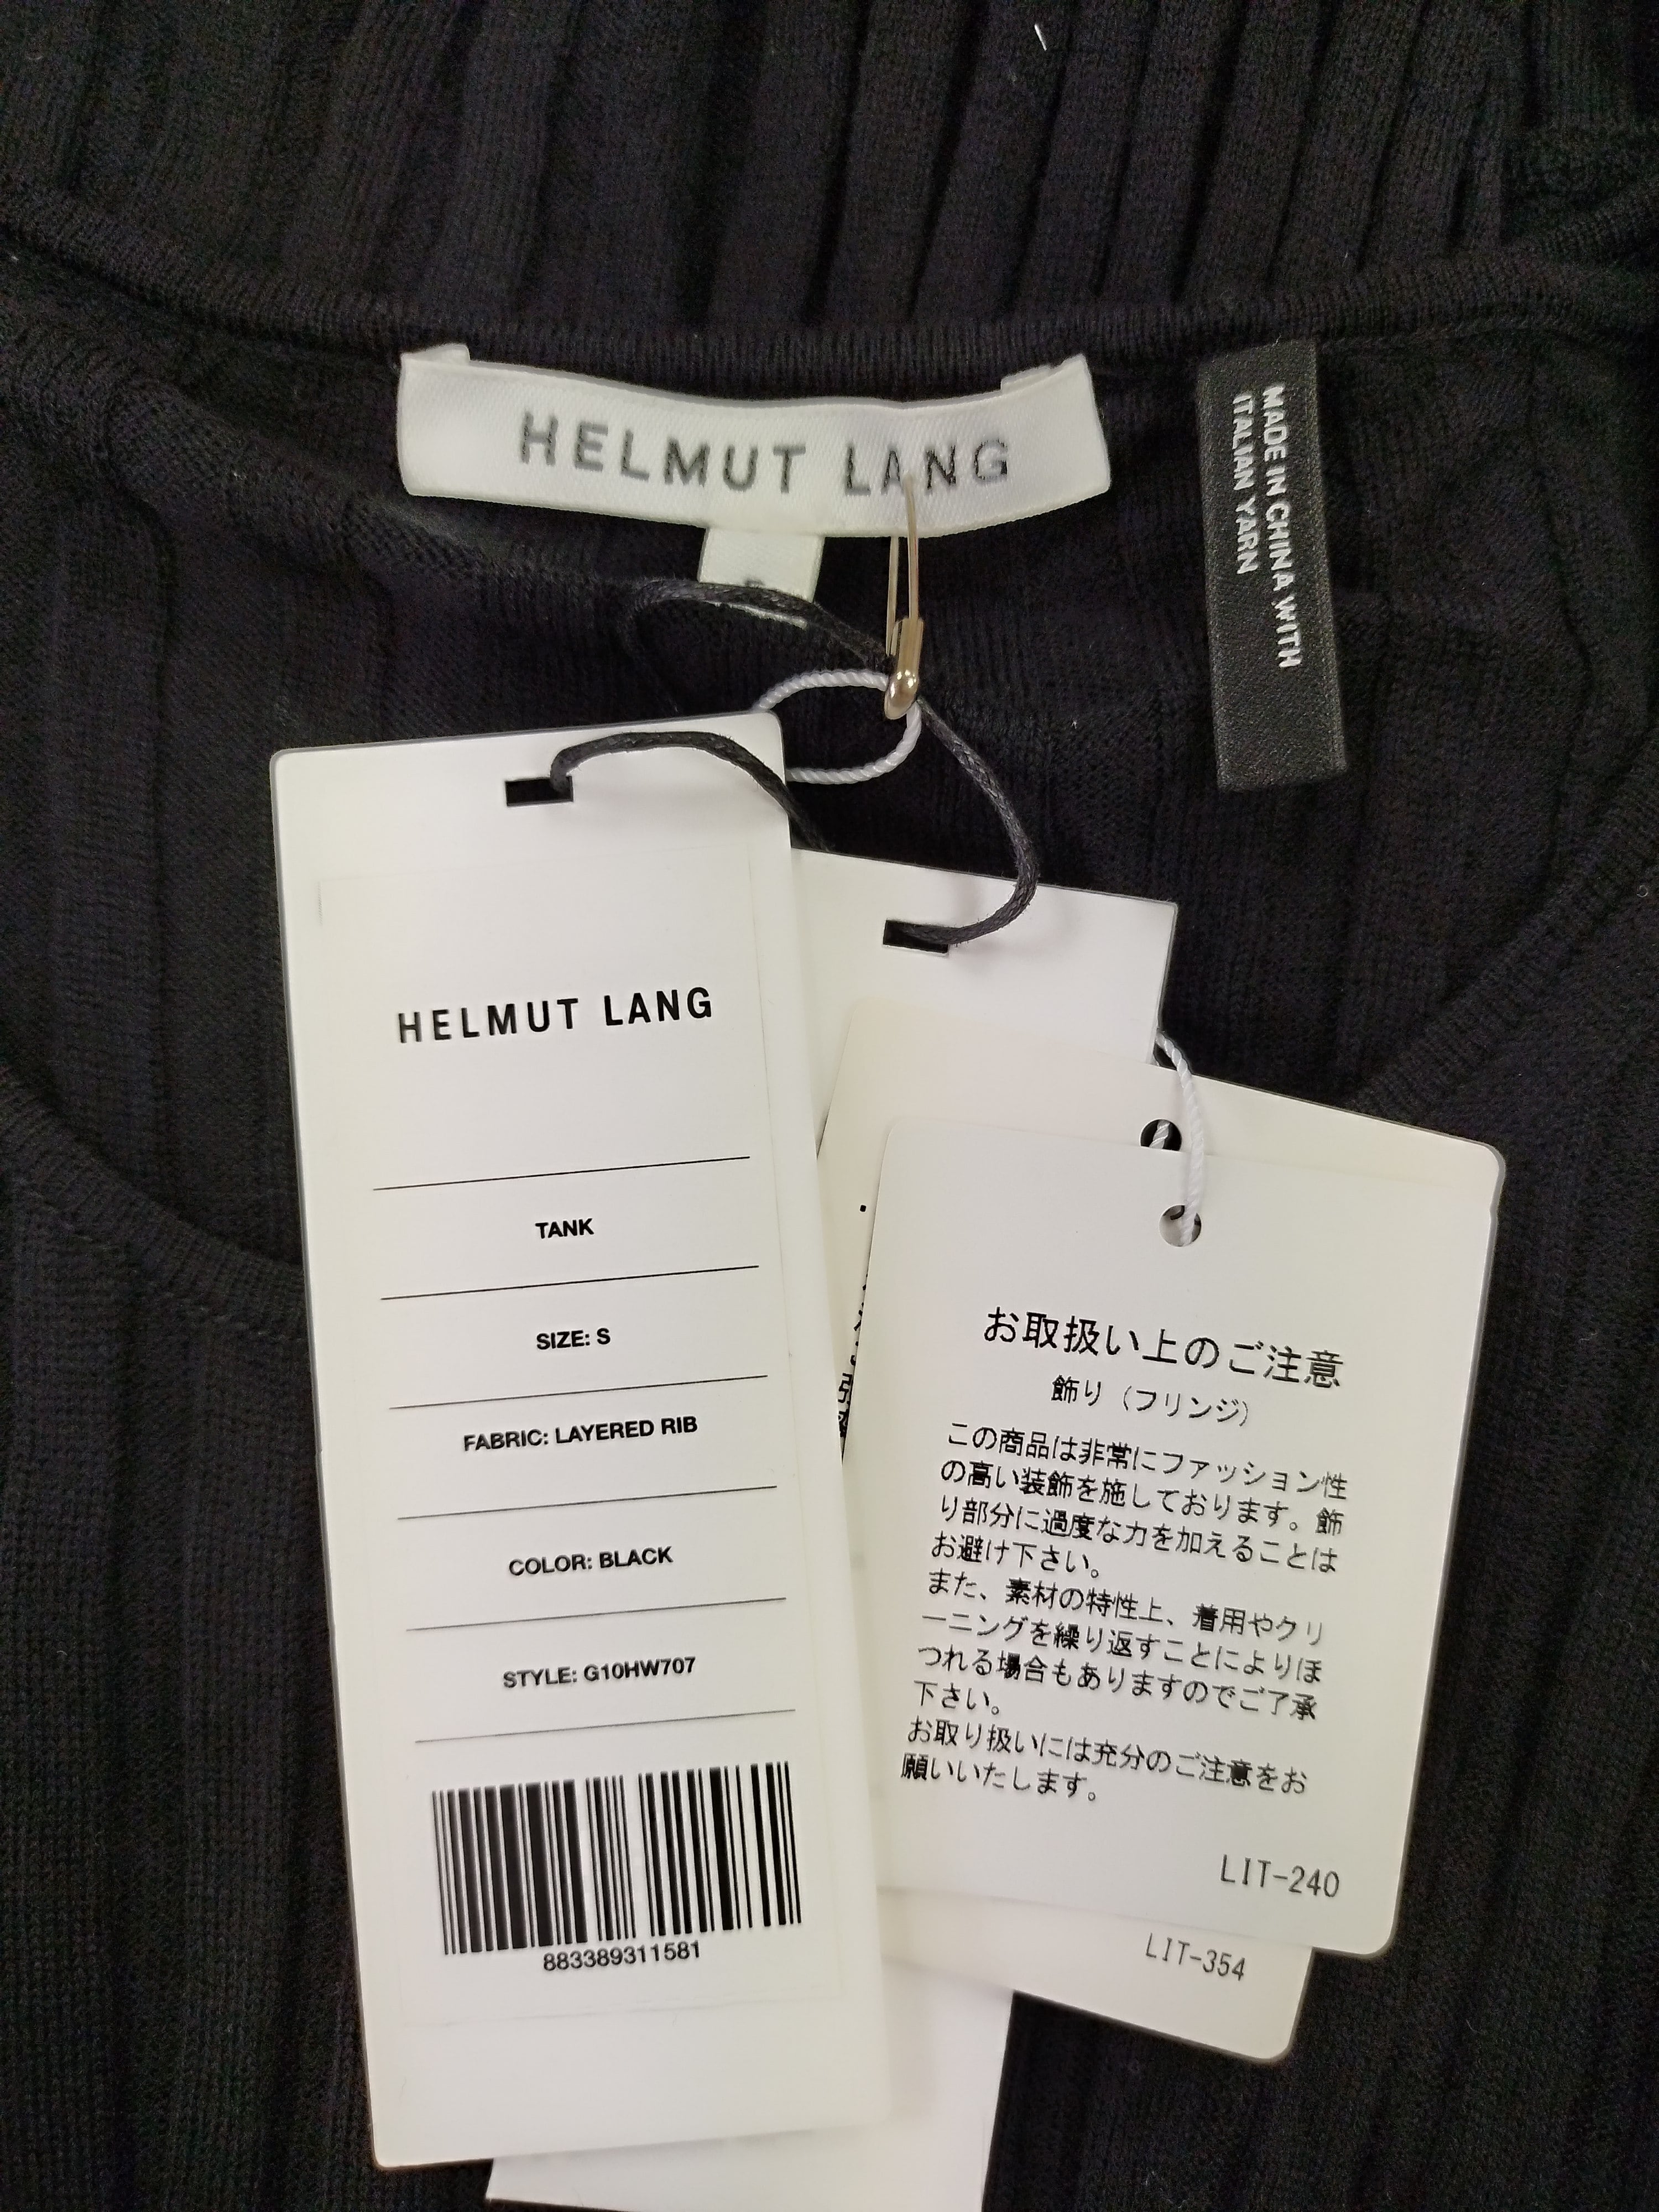 HELMUT LANG
MADE IN CHINA WITH
ITALIAN YARN
HELMUT LANG
TANK
SIZE: S
FABRIC: LAYERED RIB
COLOR: BLACK
STYLE: G10HW707
883389311581
お取扱い上のご注意
飾り（フリンジ）
この商品は非常にファッション性
の高い装飾を施しております。飾
り部分に過度な力を加えることは
お避け下さい。
また、素材の特性上、着用やクリ
ーニングを繰り返すことによりほ
つれる場合もありますのでご了承
下さい。
お取り扱いには充分のご注意をお
願いいたします。
LIT-240
LIT-354